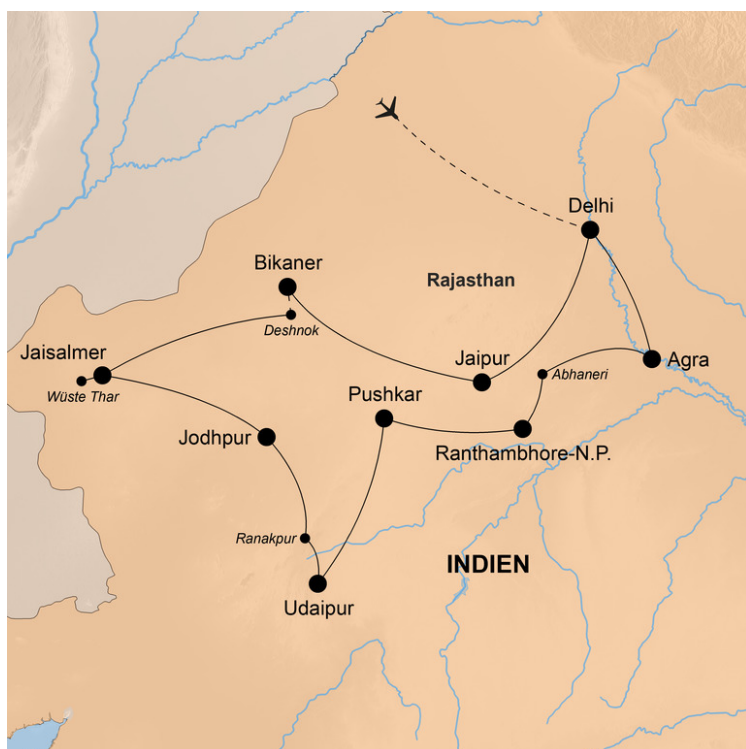 Delhi
Bikaner
Rajasthan
Deshnok
Jaisalmer
Jaipur
Agra
Abhaneri
Wüste Thar
Pushkar
Jodhpur
Ranthambhore-N.P.
Ranakpur
INDIEN
Udaipur